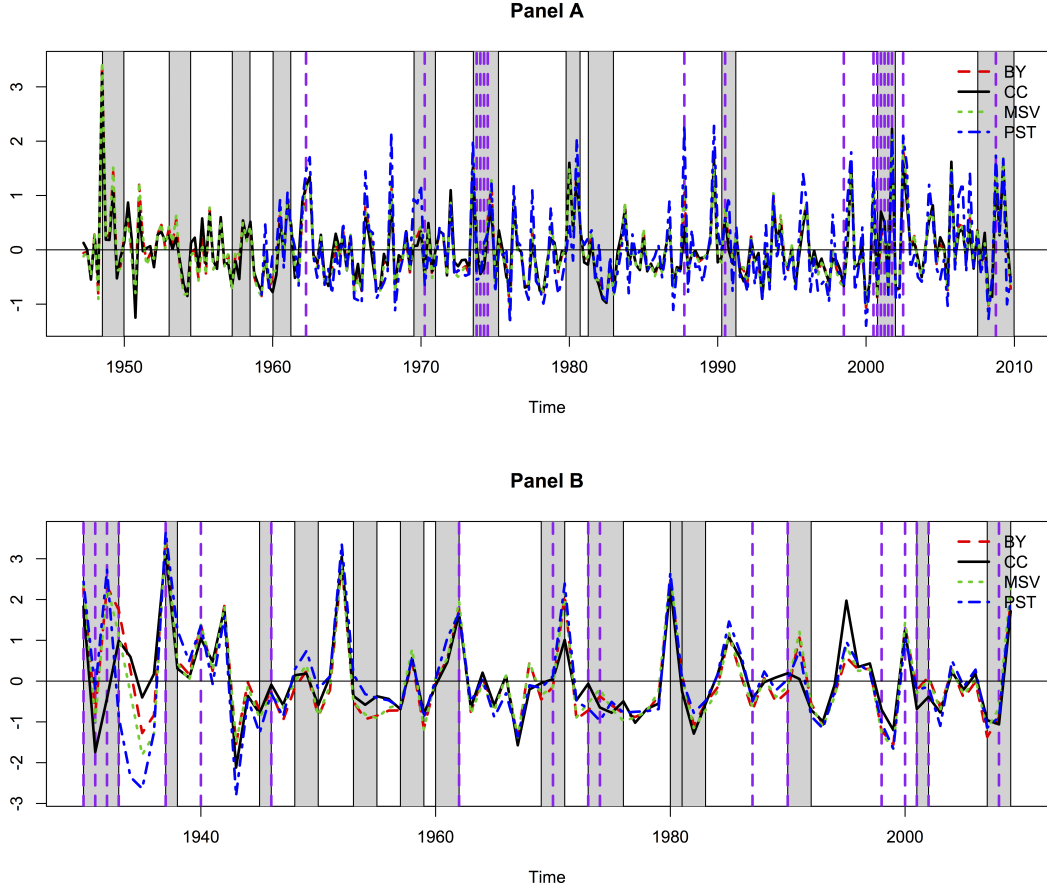 Panel A
3
2
1
0
-1
BY
CC
MSV
PST
1950 1960 1970 1980 1990 2000 2010
Time
Panel B
3
2
1
0
-1
-2
-3
BY
CC
MSV
PST
1940 1960 1980 2000
Time